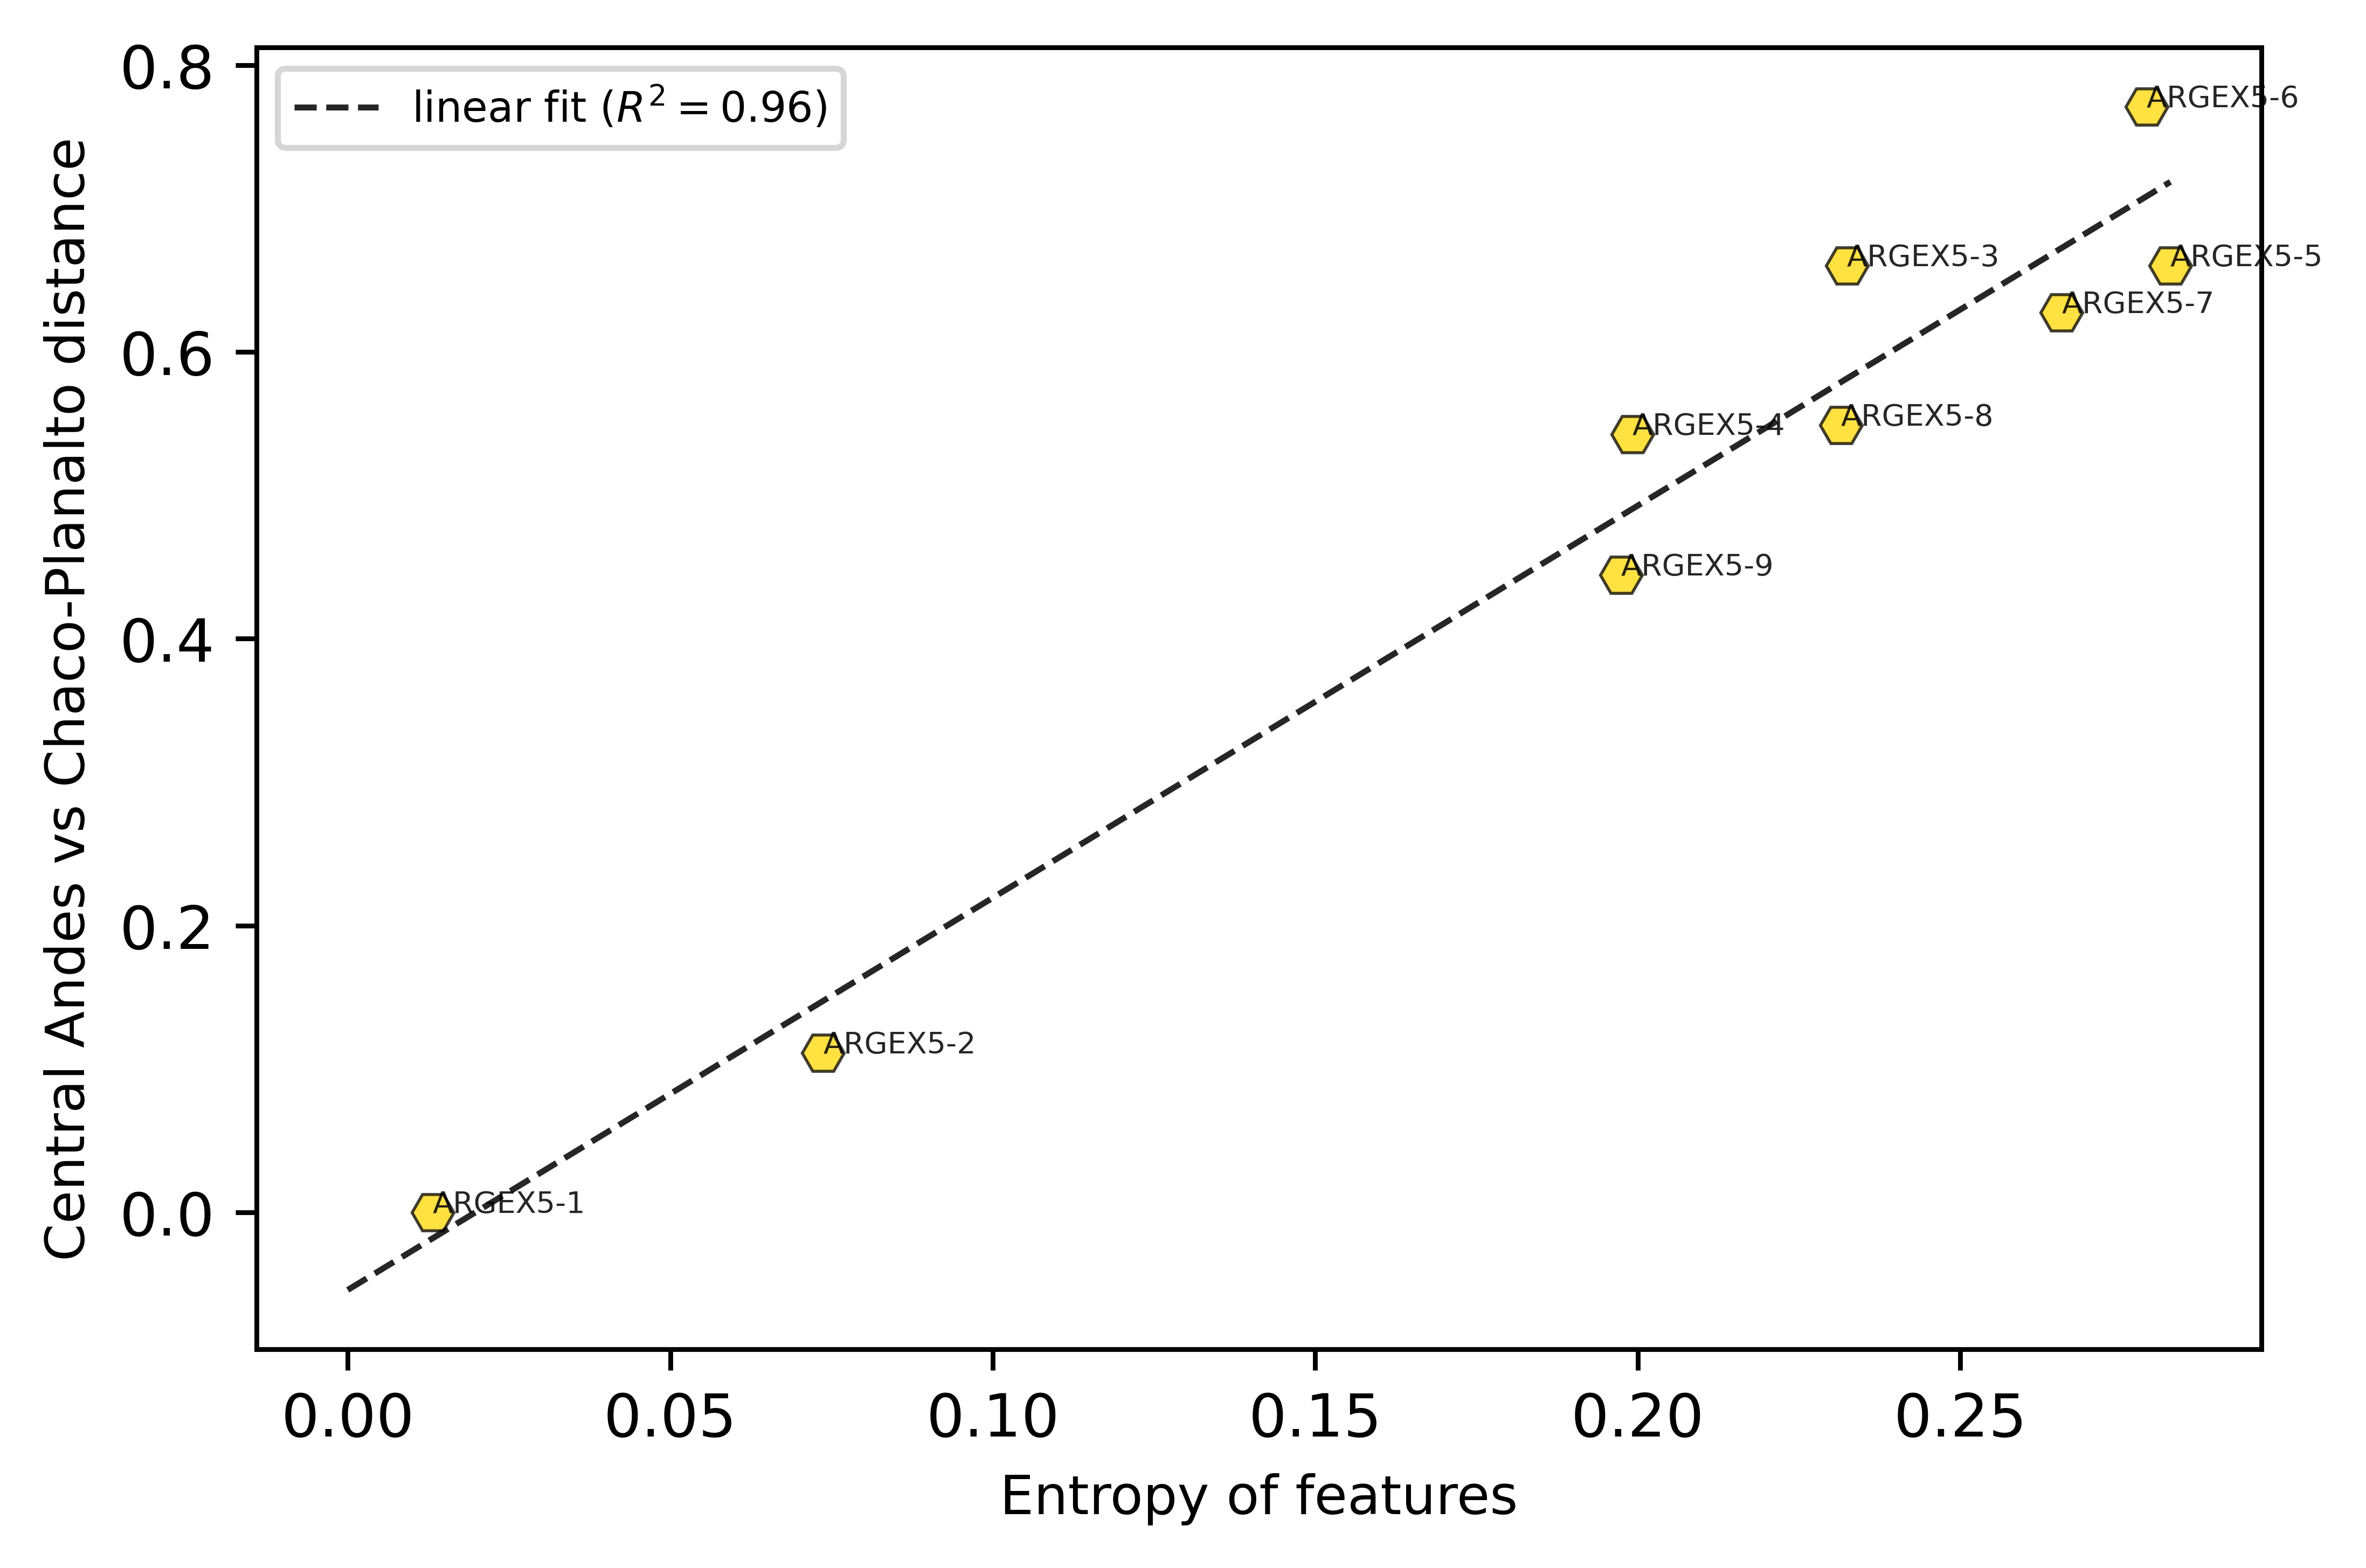 linear fit (R² = 0.96)
Central Andes vs Chaco-Planalto distance
0.8
0.6
0.4
0.2
0.0
ARGEX5-6
ARGEX5-3
ARGEX5-5
ARGEX5-7
ARGEX5-4
ARGEX5-8
ARGEX5-9
ARGEX5-2
ARGEX5-1
0.00 0.05 0.10 0.15 0.20 0.25
Entropy of features